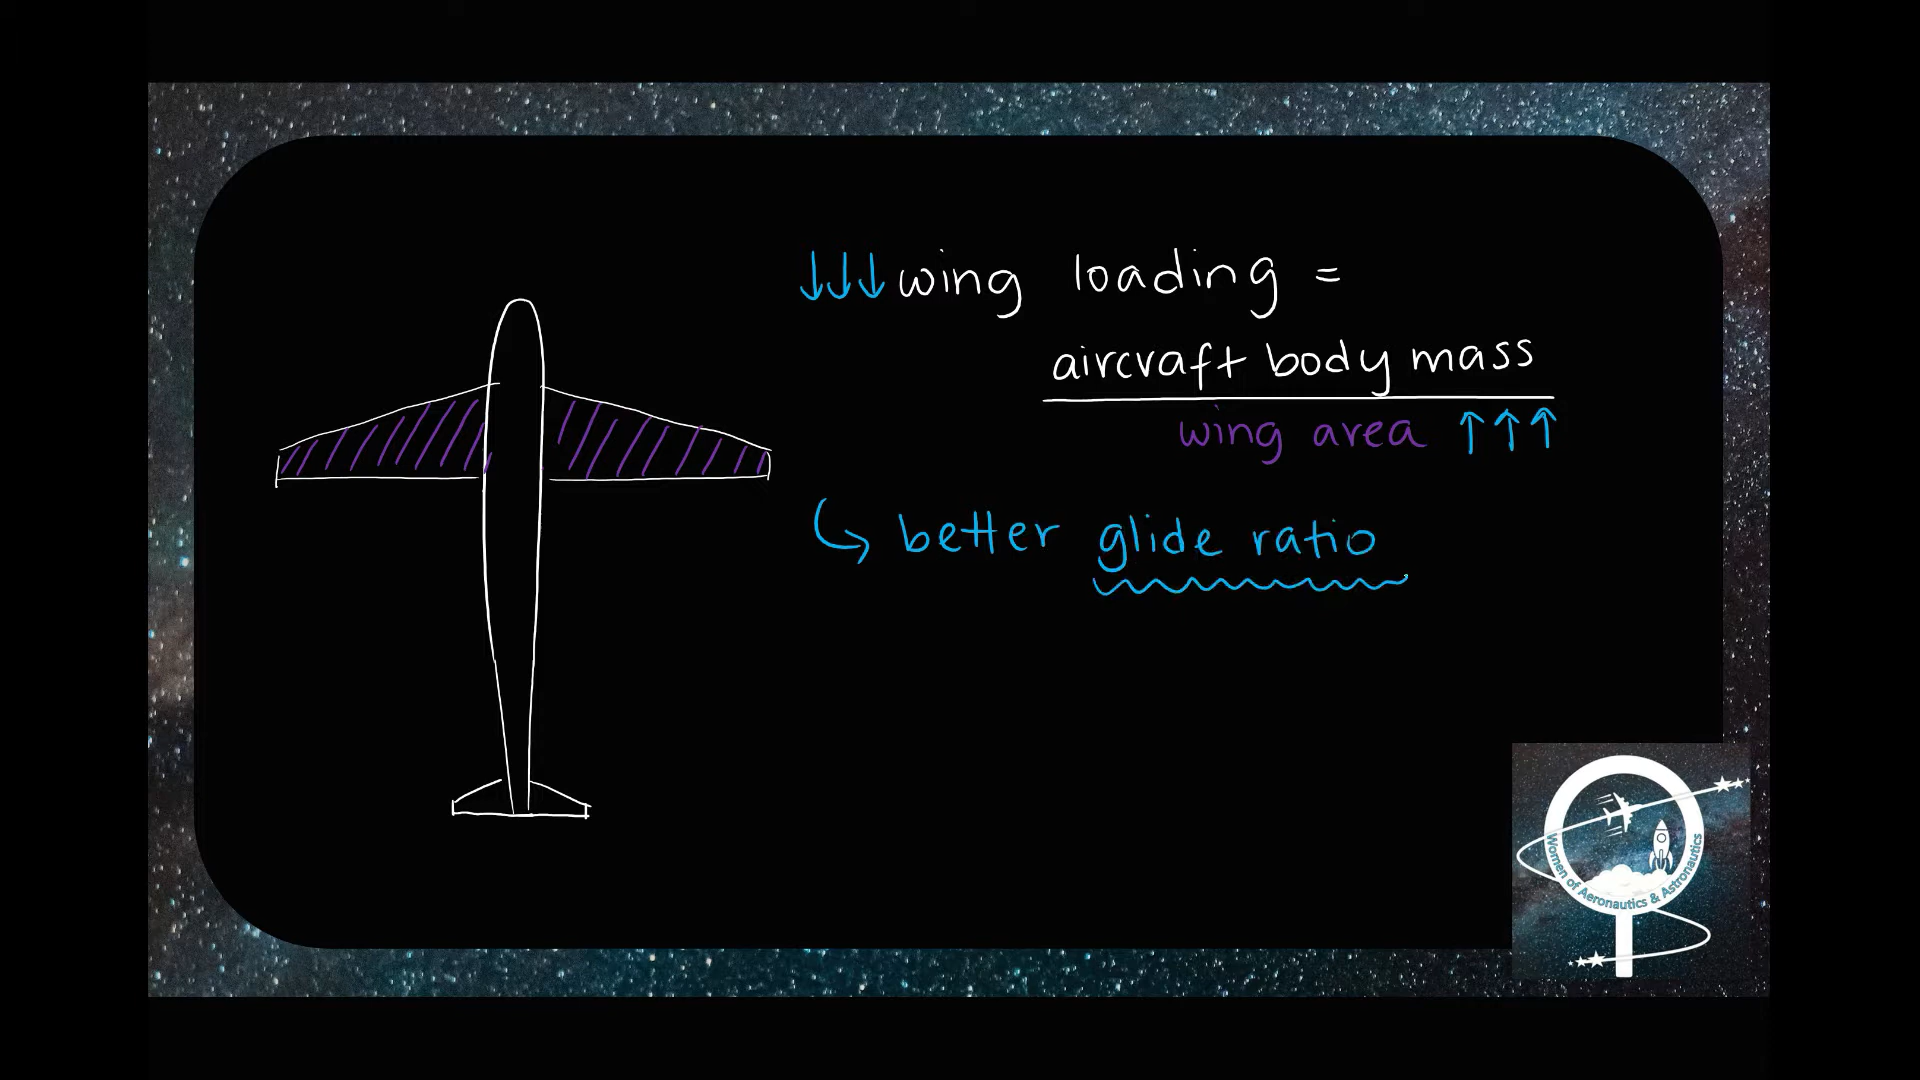 ↓↓↓ wing loading =
aircraft body mass
wing area ↑↑↑
↳ better glide ratio
Women of Aeronautics & Astronautics